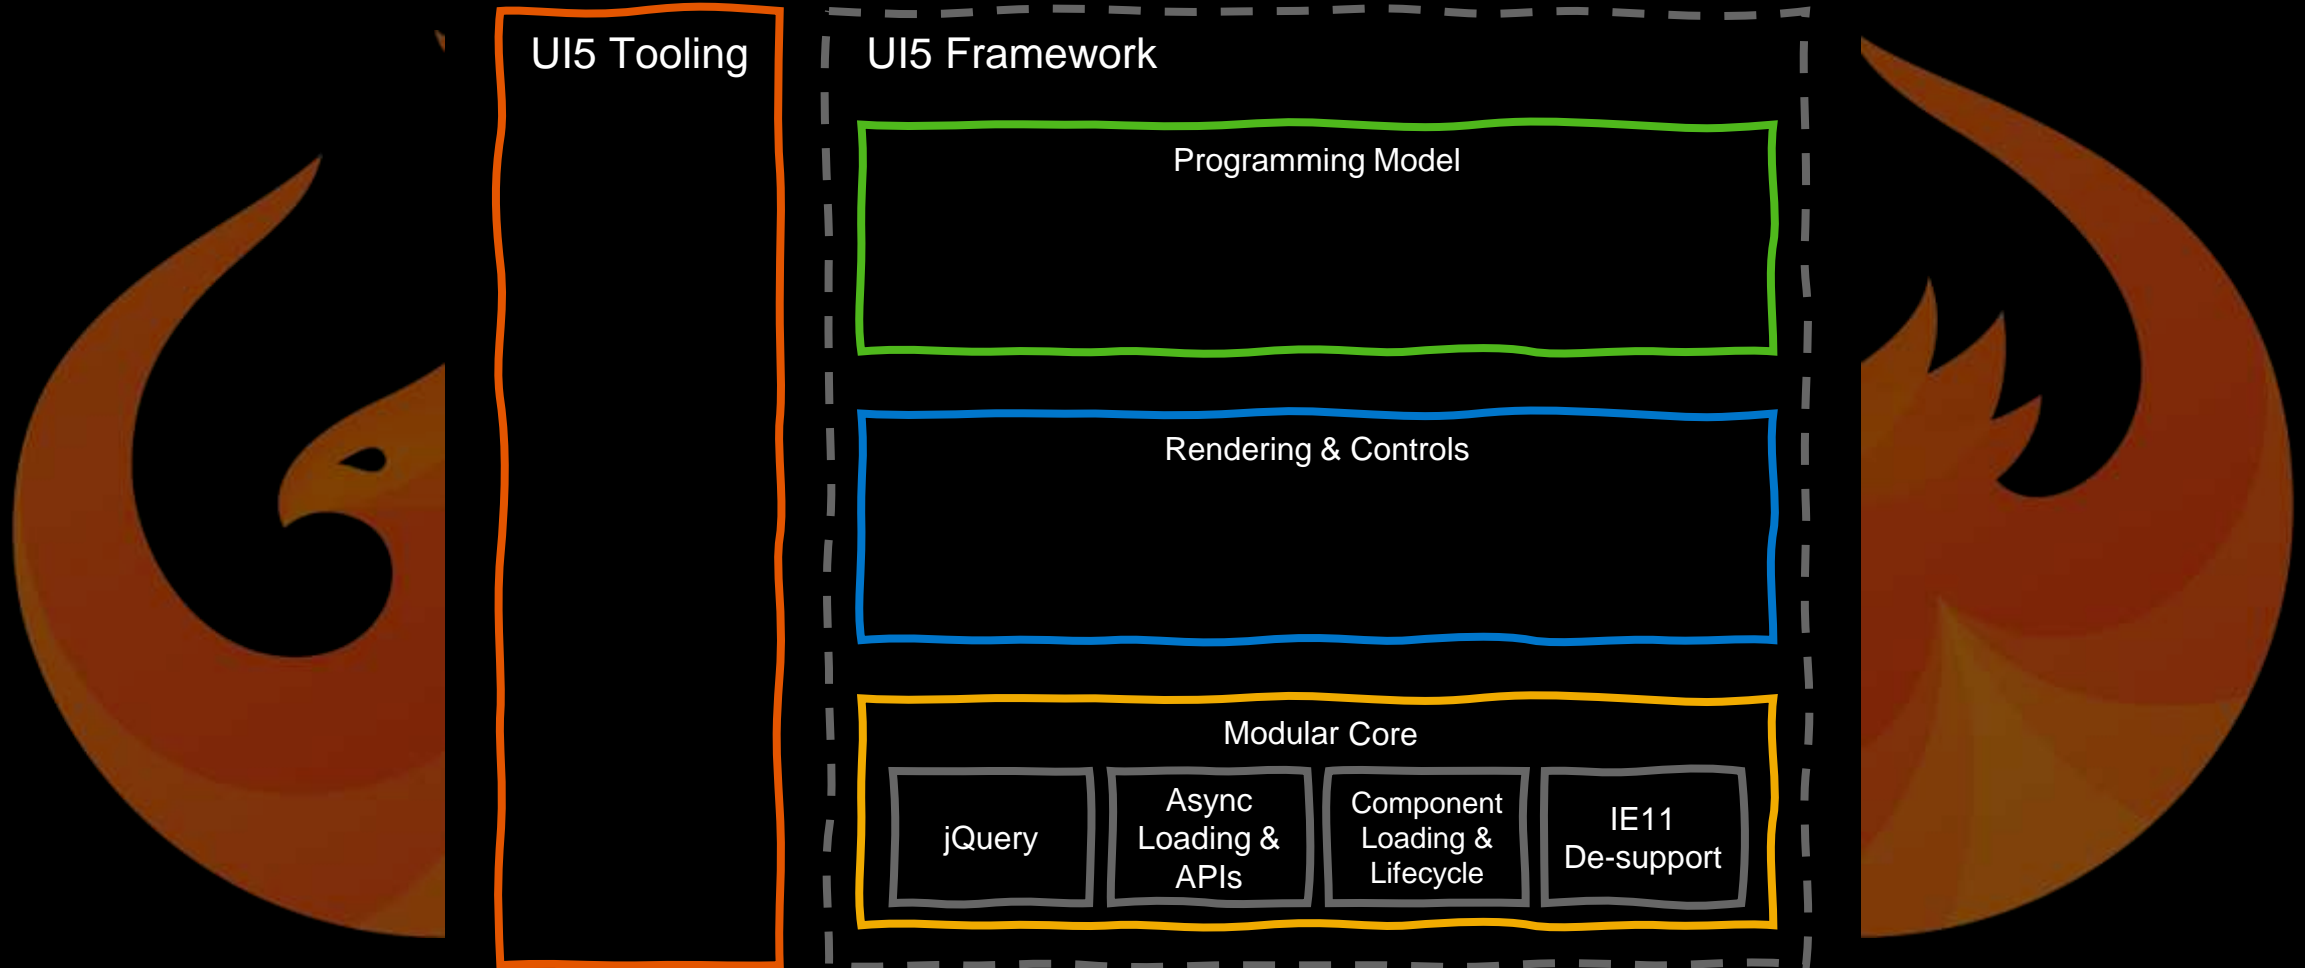 UI5 Tooling
UI5 Framework
Programming Model
Rendering & Controls
Modular Core
jQuery
Async
Loading &
APIs
Component
Loading &
Lifecycle
IE11
De-support